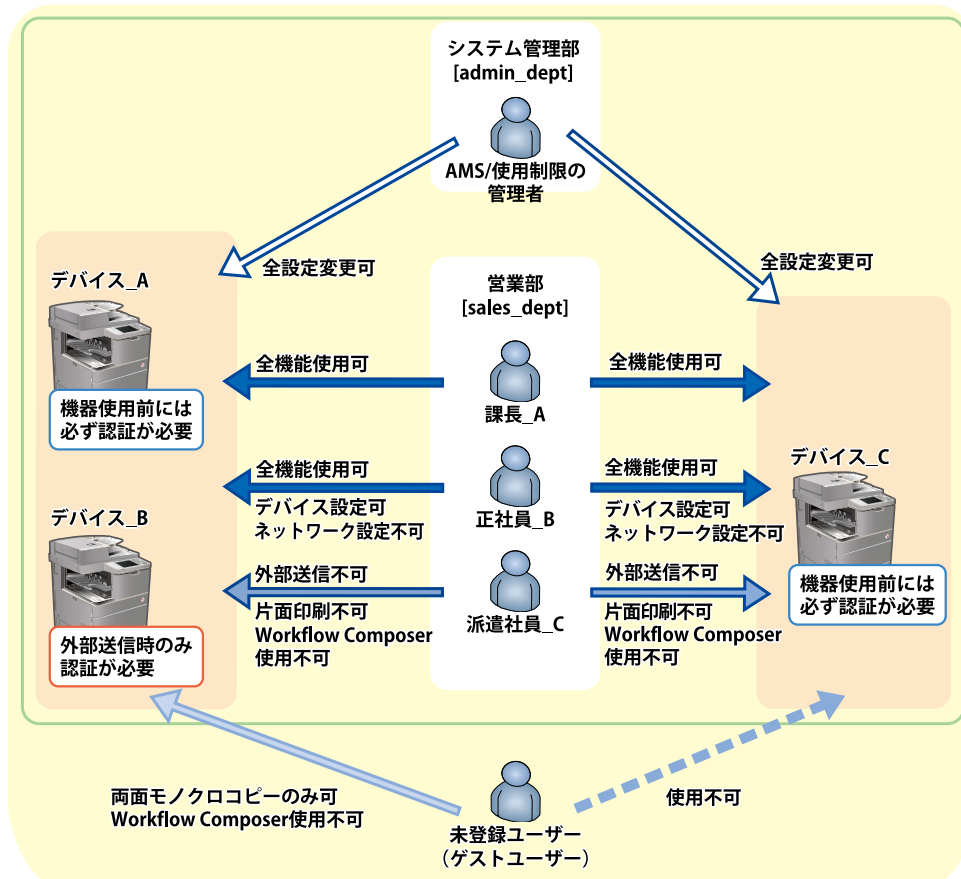 システム管理部
[admin_dept]
AMS/使用制限の
管理者
全設定変更可
全設定変更可
デバイス_A
機器使用前には
必ず認証が必要
営業部
[sales_dept]
全機能使用可
全機能使用可
課長_A
全機能使用可
デバイス設定可
ネットワーク設定不可
正社員_B
全機能使用可
デバイス設定可
ネットワーク設定不可
デバイス_B
外部送信時のみ
認証が必要
デバイス_C
機器使用前には
必ず認証が必要
外部送信不可
片面印刷不可
Workflow Composer
使用不可
派遣社員_C
外部送信不可
片面印刷不可
Workflow Composer
使用不可
両面モノクロコピーのみ可
Workflow Composer使用不可
使用不可
未登録ユーザー
（ゲストユーザー）